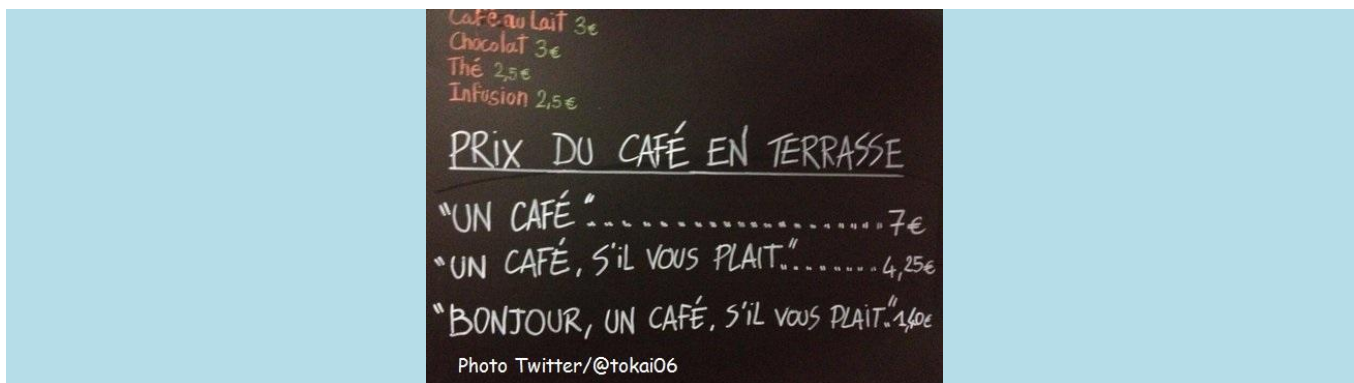 Café au Lait 3€
Chocolat 3€
Thé 2,5€
Infusion 2,5€
PRIX DU CAFÉ EN TERRASSE
"UN CAFÉ"..................7€
"UN CAFÉ, S'IL VOUS PLAIT."..........4,25€
"BONJOUR, UN CAFÉ, S'IL VOUS PLAIT."1,40€
Photo Twitter/@tokai06